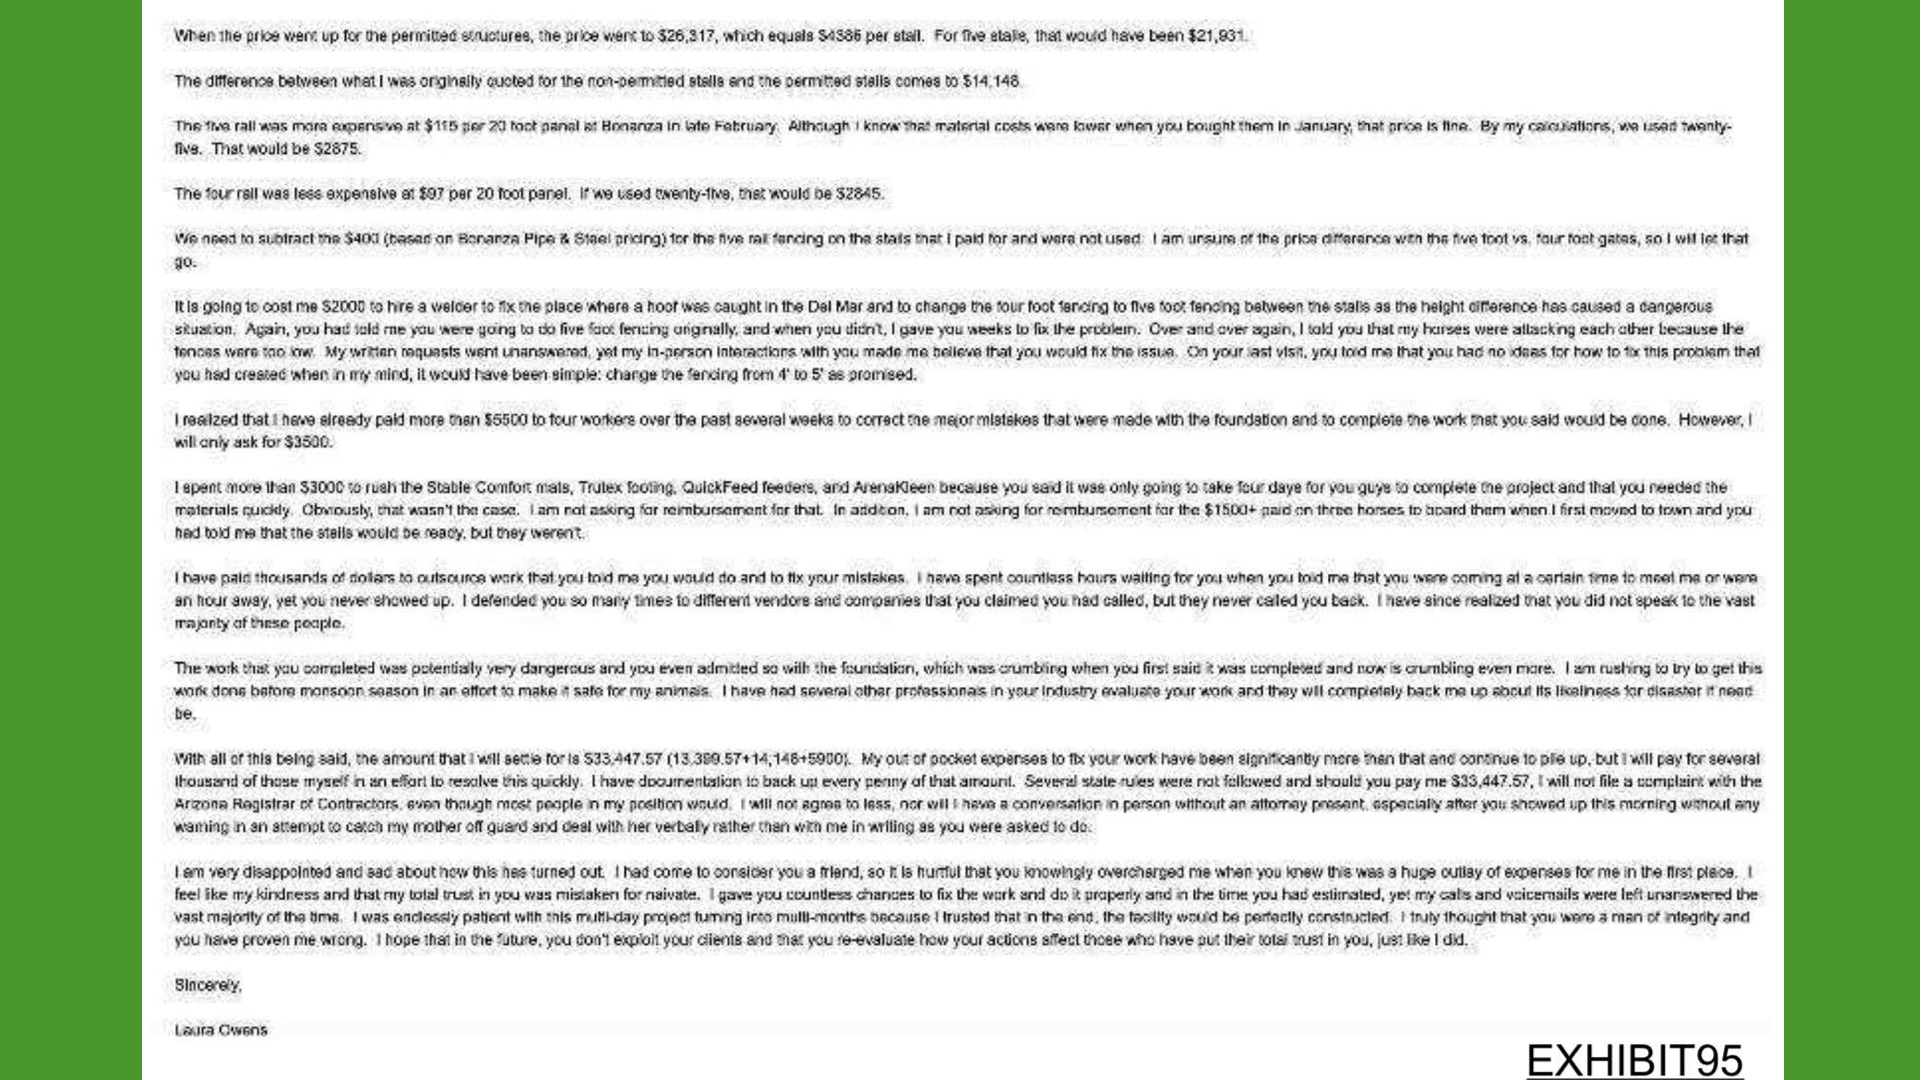 When the price went up for the permitted structures, the price went to $26,317, which equals $4386 per stall.  For five stalls, that would have been $21,931.
The difference between what I was originally quoted for the non-permitted stalls and the permitted stalls comes to $14,148.
The five rail was more expensive at $115 per 20 foot panel at Bonanza in late February.  Although I know that material costs were lower when you bought them in January, that price is fine.  By my calculations, we used twenty-
five.  That would be $2875.
The four rail was less expensive at $97 per 20 foot panel.  If we used twenty-five, that would be $2845.
We need to subtract the $400 (based on Bonanza Pipe & Steel pricing) for the five rail fencing on the stalls that I paid for and were not used.  I am unsure of the price difference with the five foot vs. four foot gates, so I will let that
go.
It is going to cost me $2000 to hire a welder to fix the place where a hoof was caught in the Del Mar and to change the four foot fencing to five foot fencing between the stalls as the height difference has caused a dangerous
situation.  Again, you had told me you were going to do five foot fencing originally, and when you didn't, I gave you weeks to fix the problem.  Over and over again, I told you that my horses were attacking each other because the
fences were too low.  My written requests went unanswered, yet my in-person interactions with you made me believe that you would fix the issue.  On your last visit, you told me that you had no ideas for how to fix this problem that
you had created when in my mind, it would have been simple: change the fencing from 4' to 5' as promised.
I realized that I have already paid more than $5500 to four workers over the past several weeks to correct the major mistakes that were made with the foundation and to complete the work that you said would be done.  However, I
will only ask for $3500.
I spent more than $3000 to rush the Stable Comfort mats, Trutex footing, QuickFeed feeders, and ArenaKleen because you said it was only going to take four days for you guys to complete the project and that you needed the
materials quickly.  Obviously, that wasn't the case.  I am not asking for reimbursement for that.  In addition, I am not asking for reimbursement for the $1500+ paid on three horses to board them when I first moved to town and you
had told me that the stalls would be ready, but they weren't.
I have paid thousands of dollars to outsource work that you told me you would do and to fix your mistakes.  I have spent countless hours waiting for you when you told me that you were coming at a certain time to meet me or were
an hour away, yet you never showed up.  I defended you so many times to different vendors and companies that you claimed you had called, but they never called you back.  I have since realized that you did not speak to the vast
majority of these people.
The work that you completed was potentially very dangerous and you even admitted so with the foundation, which was crumbling when you first said it was completed and now is crumbling even more.  I am rushing to try to get this
work done before monsoon season in an effort to make it safe for my animals.  I have had several other professionals in your industry evaluate your work and they will completely back me up about its likeliness for disaster if need
be.
With all of this being said, the amount that I will settle for is $33,447.57 (13,399.57+14,148+5900).  My out of pocket expenses to fix your work have been significantly more than that and continue to pile up, but I will pay for several
thousand of those myself in an effort to resolve this quickly.  I have documentation to back up every penny of that amount.  Several state rules were not followed and should you pay me $33,447.57, I will not file a complaint with the
Arizona Registrar of Contractors, even though most people in my position would.  I will not agree to less, nor will I have a conversation in person without an attorney present, especially after you showed up this morning without any
warning in an attempt to catch my mother off guard and deal with her verbally rather than with me in writing as you were asked to do.
I am very disappointed and sad about how this has turned out.  I had come to consider you a friend, so it is hurtful that you knowingly overcharged me when you knew this was a huge outlay of expenses for me in the first place.  I
feel like my kindness and that my total trust in you was mistaken for naivate.  I gave you countless chances to fix the work and do it properly and in the time you had estimated, yet my calls and voicemails were left unanswered the
vast majority of the time.  I was endlessly patient with this multi-day project turning into multi-months because I trusted that in the end, the facility would be perfectly constructed.  I truly thought that you were a man of integrity and
you have proven me wrong.  I hope that in the future, you don't exploit your clients and that you re-evaluate how your actions affect those who have put their total trust in you, just like I did.
Sincerely,
Laura Owens
EXHIBIT95